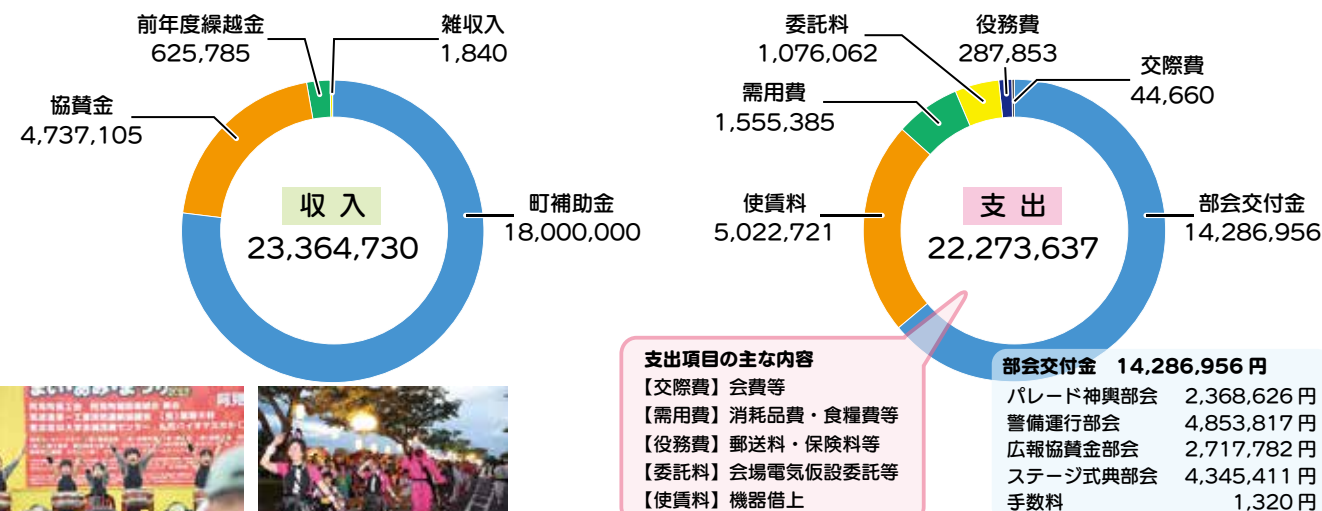 前年度繰越金
625,785
雑収入
1,840
協賛金
4,737,105
収入
23,364,730
町補助金
18,000,000
委託料
1,076,062
役務費
287,853
交際費
44,660
需用費
1,555,385
使賃料
5,022,721
支出
22,273,637
部会交付金
14,286,956
支出項目の主な内容
【交際費】会費等
【需用費】消耗品費・食糧費等
【役務費】郵送料・保険料等
【委託料】会場電気仮設委託等
【使賃料】機器借上
部会交付金 14,286,956円
パレード神輿部会 2,368,626円
警備運行部会 4,853,817円
広報協賛金部会 2,717,782円
ステージ式典部会 4,345,411円
手数料 1,320円